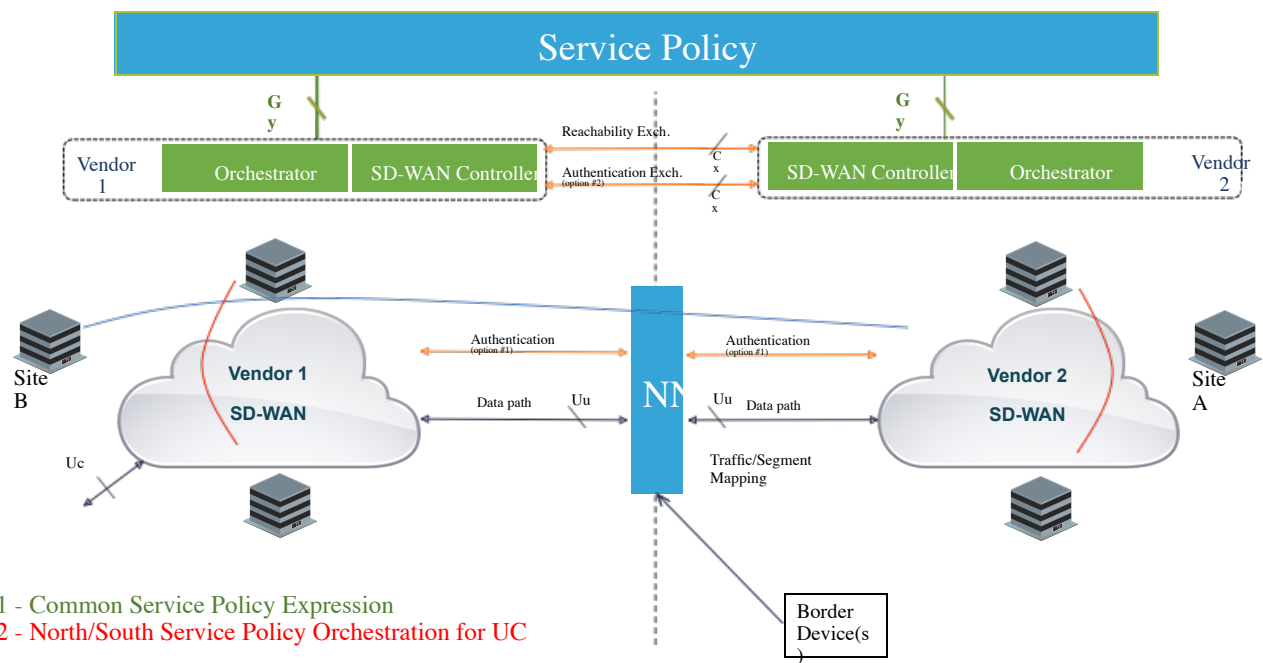 Service Policy
G
y
G
y
Reachability Exch.
C
x
Vendor
1
Orchestrator
SD-WAN Controller
Authentication Exch.
(option #2)
C
x
SD-WAN Controller
Orchestrator
Vendor
2
Site
B
Vendor 1
SD-WAN
Authentication
(option #1)
Authentication
(option #1)
Vendor 2
SD-WAN
Site
A
NN
Data path
Uu
Uu
Data path
Uc
Traffic/Segment
Mapping
1 - Common Service Policy Expression
2 - North/South Service Policy Orchestration for UC
Border
Device(s
)